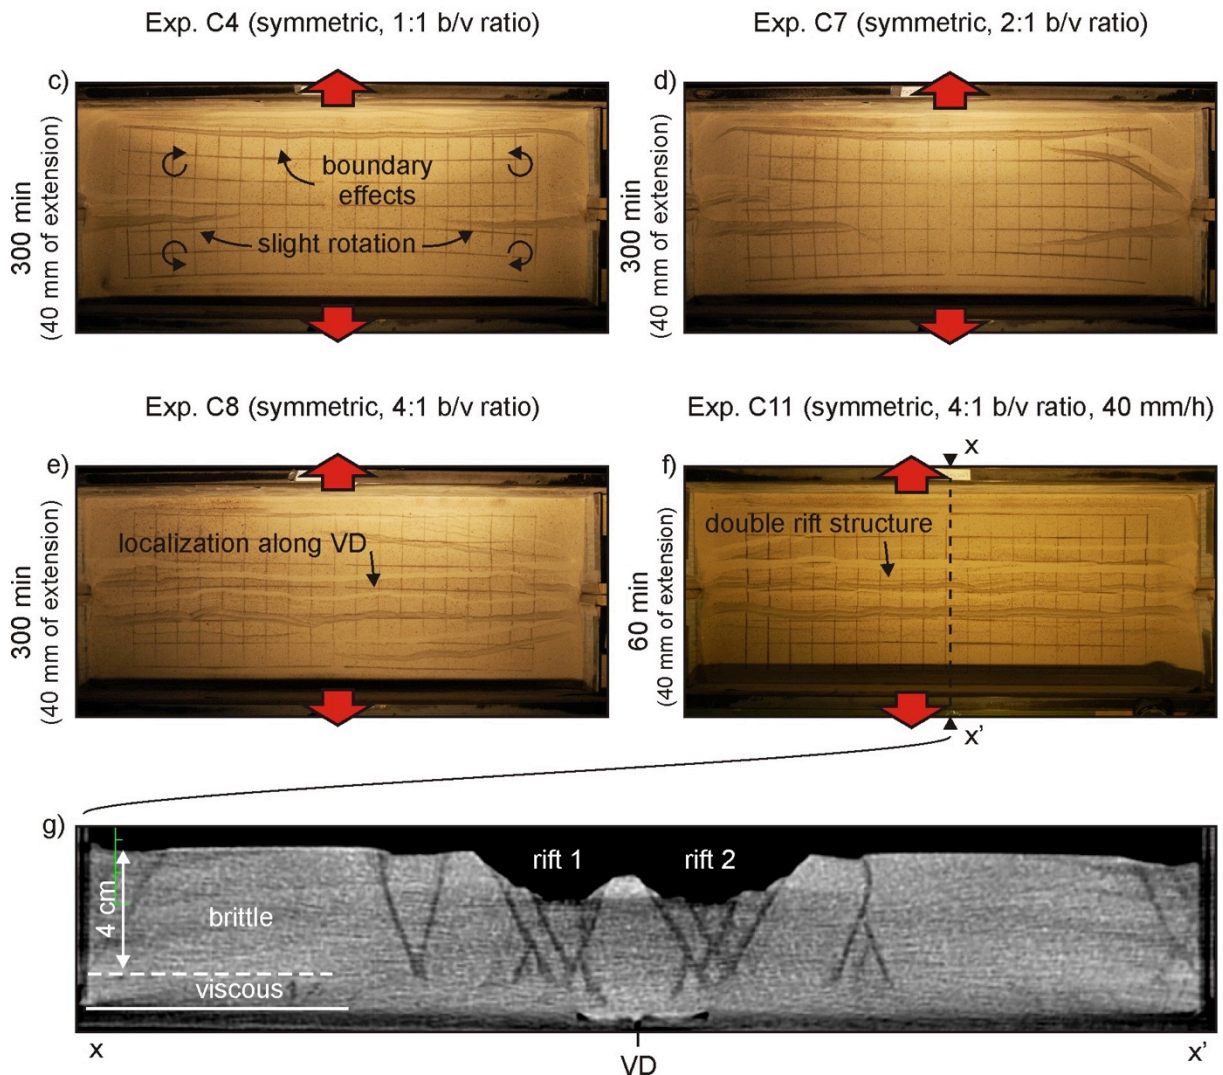 Exp. C4 (symmetric, 1:1 b/v ratio)
Exp. C7 (symmetric, 2:1 b/v ratio)
c)
300 min
(40 mm of extension)
boundary
effects
slight rotation
d)
300 min
(40 mm of extension)
Exp. C8 (symmetric, 4:1 b/v ratio)
Exp. C11 (symmetric, 4:1 b/v ratio, 40 mm/h)
e)
300 min
(40 mm of extension)
localization along VD
f)
x
60 min
(40 mm of extension)
double rift structure
x'
g)
4 cm
brittle
viscous
rift 1
rift 2
x
VD
x'